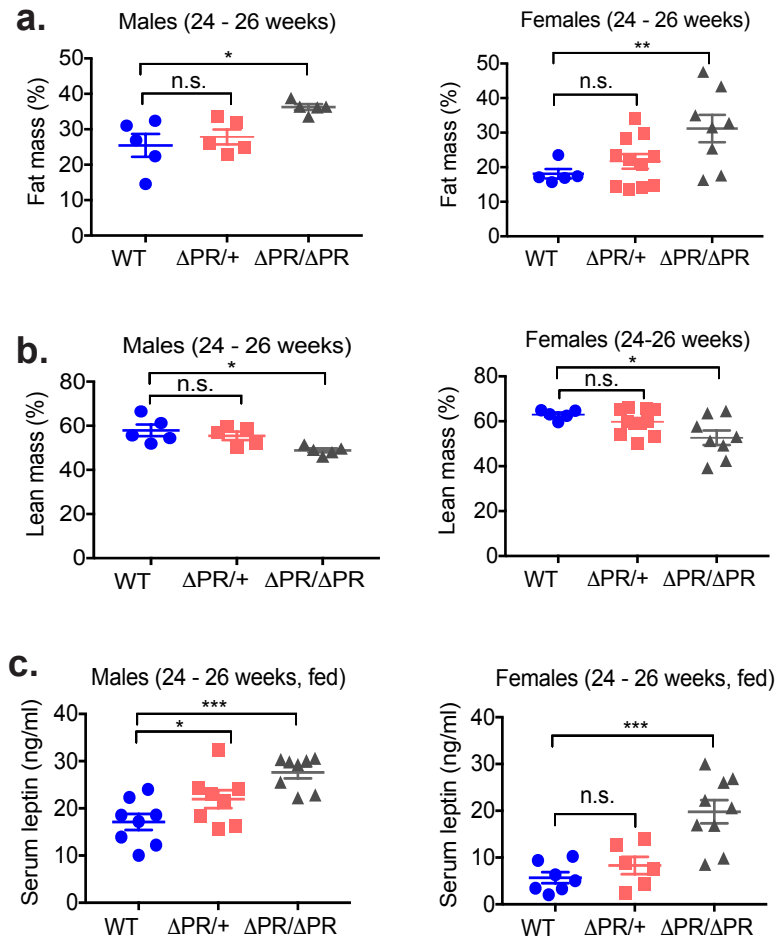 a.
Males (24 - 26 weeks)
Fat mass (%)
50
40
30
20
10
0
*
n.s.
WT
ΔPR/+
ΔPR/ΔPR
Females (24 - 26 weeks)
Fat mass (%)
50
40
30
20
10
0
**
n.s.
WT
ΔPR/+
ΔPR/ΔPR
b.
Males (24 - 26 weeks)
Lean mass (%)
80
60
40
20
0
*
n.s.
WT
ΔPR/+
ΔPR/ΔPR
Females (24-26 weeks)
Lean mass (%)
80
60
40
20
0
*
n.s.
WT
ΔPR/+
ΔPR/ΔPR
c.
Males (24 - 26 weeks, fed)
Serum leptin (ng/ml)
40
30
20
10
0
***
*
WT
ΔPR/+
ΔPR/ΔPR
Females (24 - 26 weeks, fed)
Serum leptin (ng/ml)
40
30
20
10
0
***
n.s.
WT
ΔPR/+
ΔPR/ΔPR